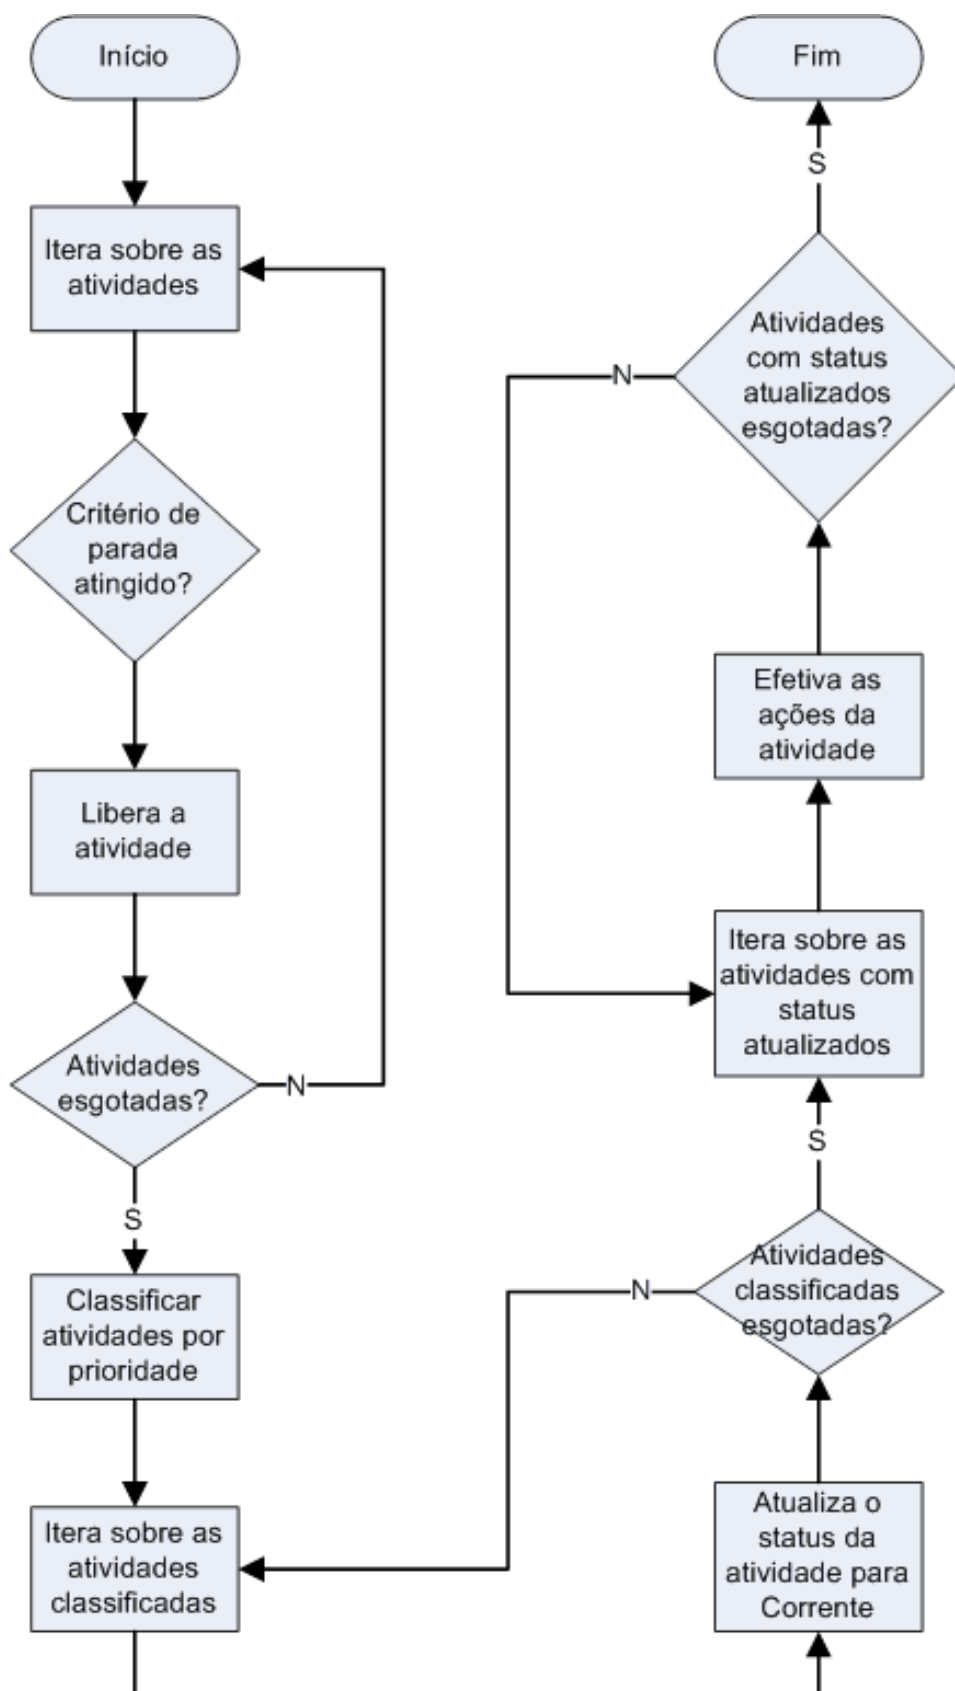 Início
Itera sobre as
atividades
Critério de
parada
atingido?
Libera a
atividade
Atividades
esgotadas?
N
S
Classificar
atividades por
prioridade
Itera sobre as
atividades
classificadas
Atualiza o
status da
atividade para
Corrente
Atividades
classificadas
esgotadas?
N
S
Itera sobre as
atividades com
status
atualizados
Efetiva as
ações da
atividade
Atividades
com status
atualizados
esgotadas?
N
S
Fim